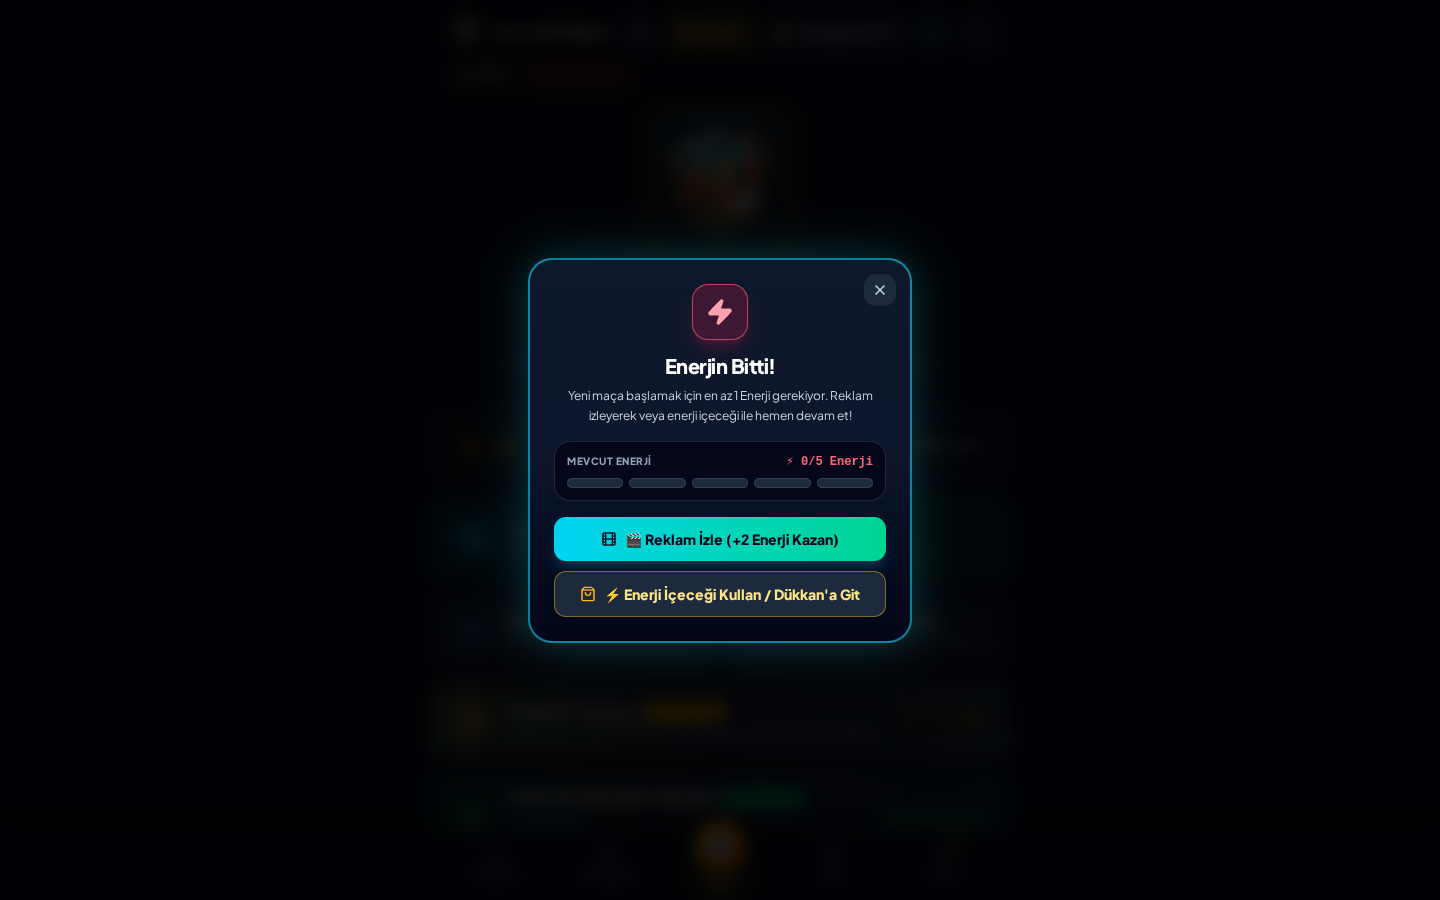 Enerjin Bitti!
Yeni maça başlamak için en az 1 Enerji gerekiyor. Reklam
izleyerek veya enerji içeceği ile hemen devam et!
MEVCUT ENERJİ
⚡ 0/5 Enerji
🎬 Reklam İzle (+2 Enerji Kazan)
⚡ Enerji İçeceği Kullan / Dükkan'a Git